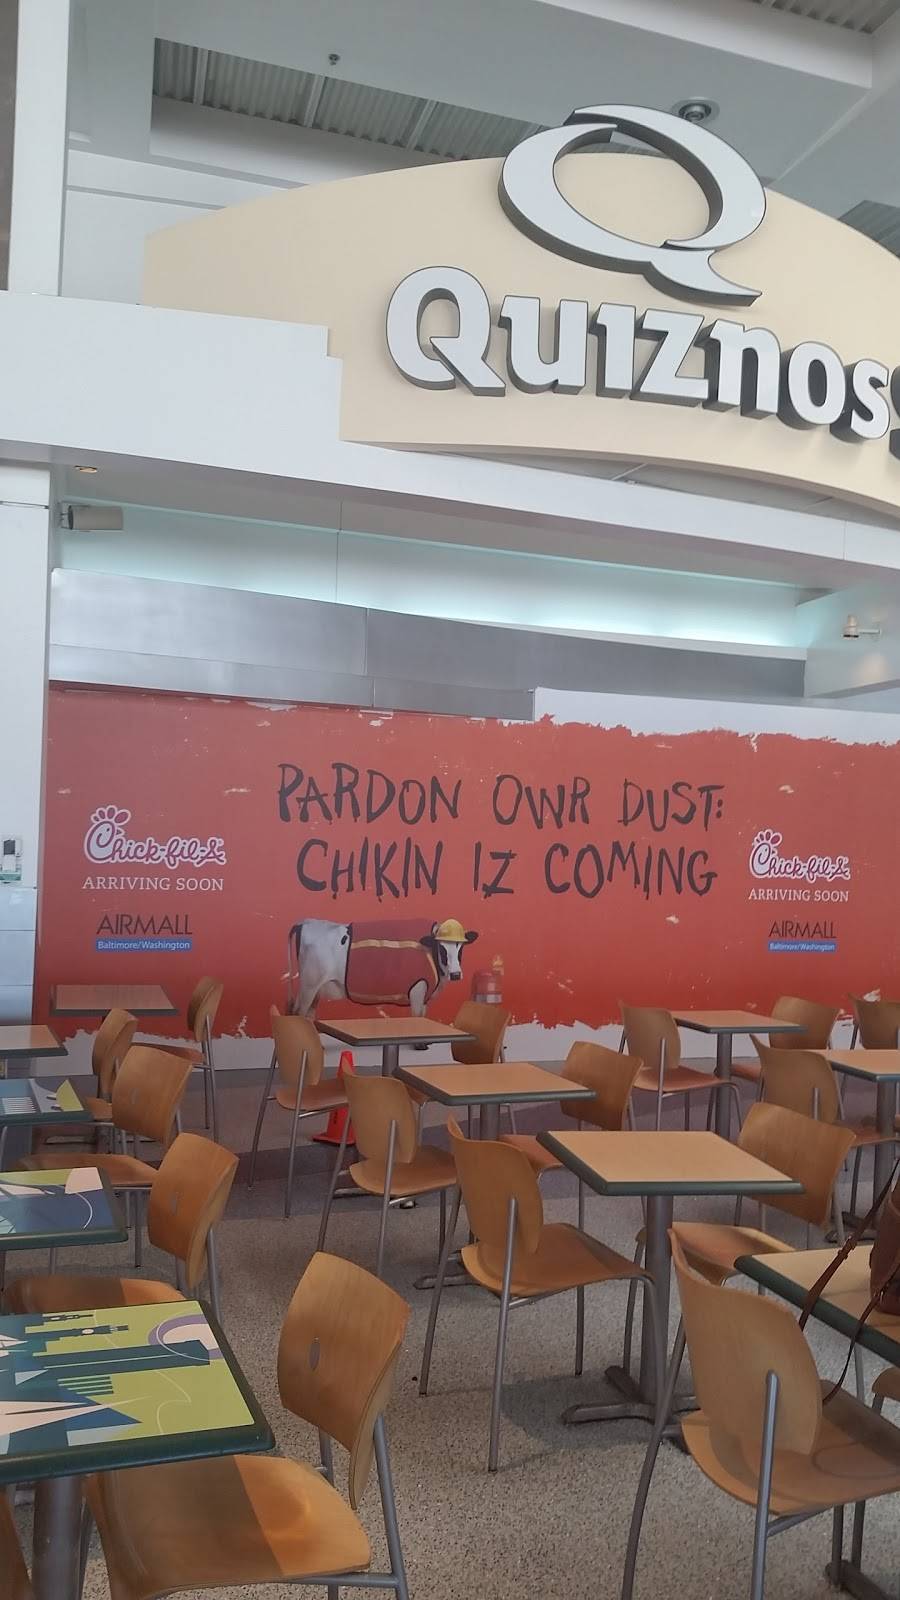 Q
Quiznos
PARDON OWR DUST:
CHIKIN IZ COMING
Chick-fil-A
ARRIVING SOON
AIRMALL
Baltimore/Washington
Chick-fil-A
ARRIVING SOON
AIRMALL
Baltimore/Washington